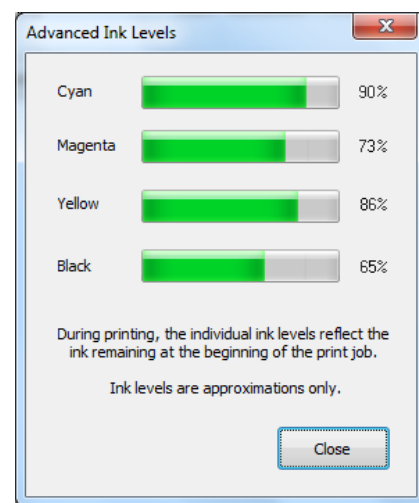 Advanced Ink Levels
Cyan 90%
Magenta 73%
Yellow 86%
Black 65%
During printing, the individual ink levels reflect the
ink remaining at the beginning of the print job.
Ink levels are approximations only.
Close